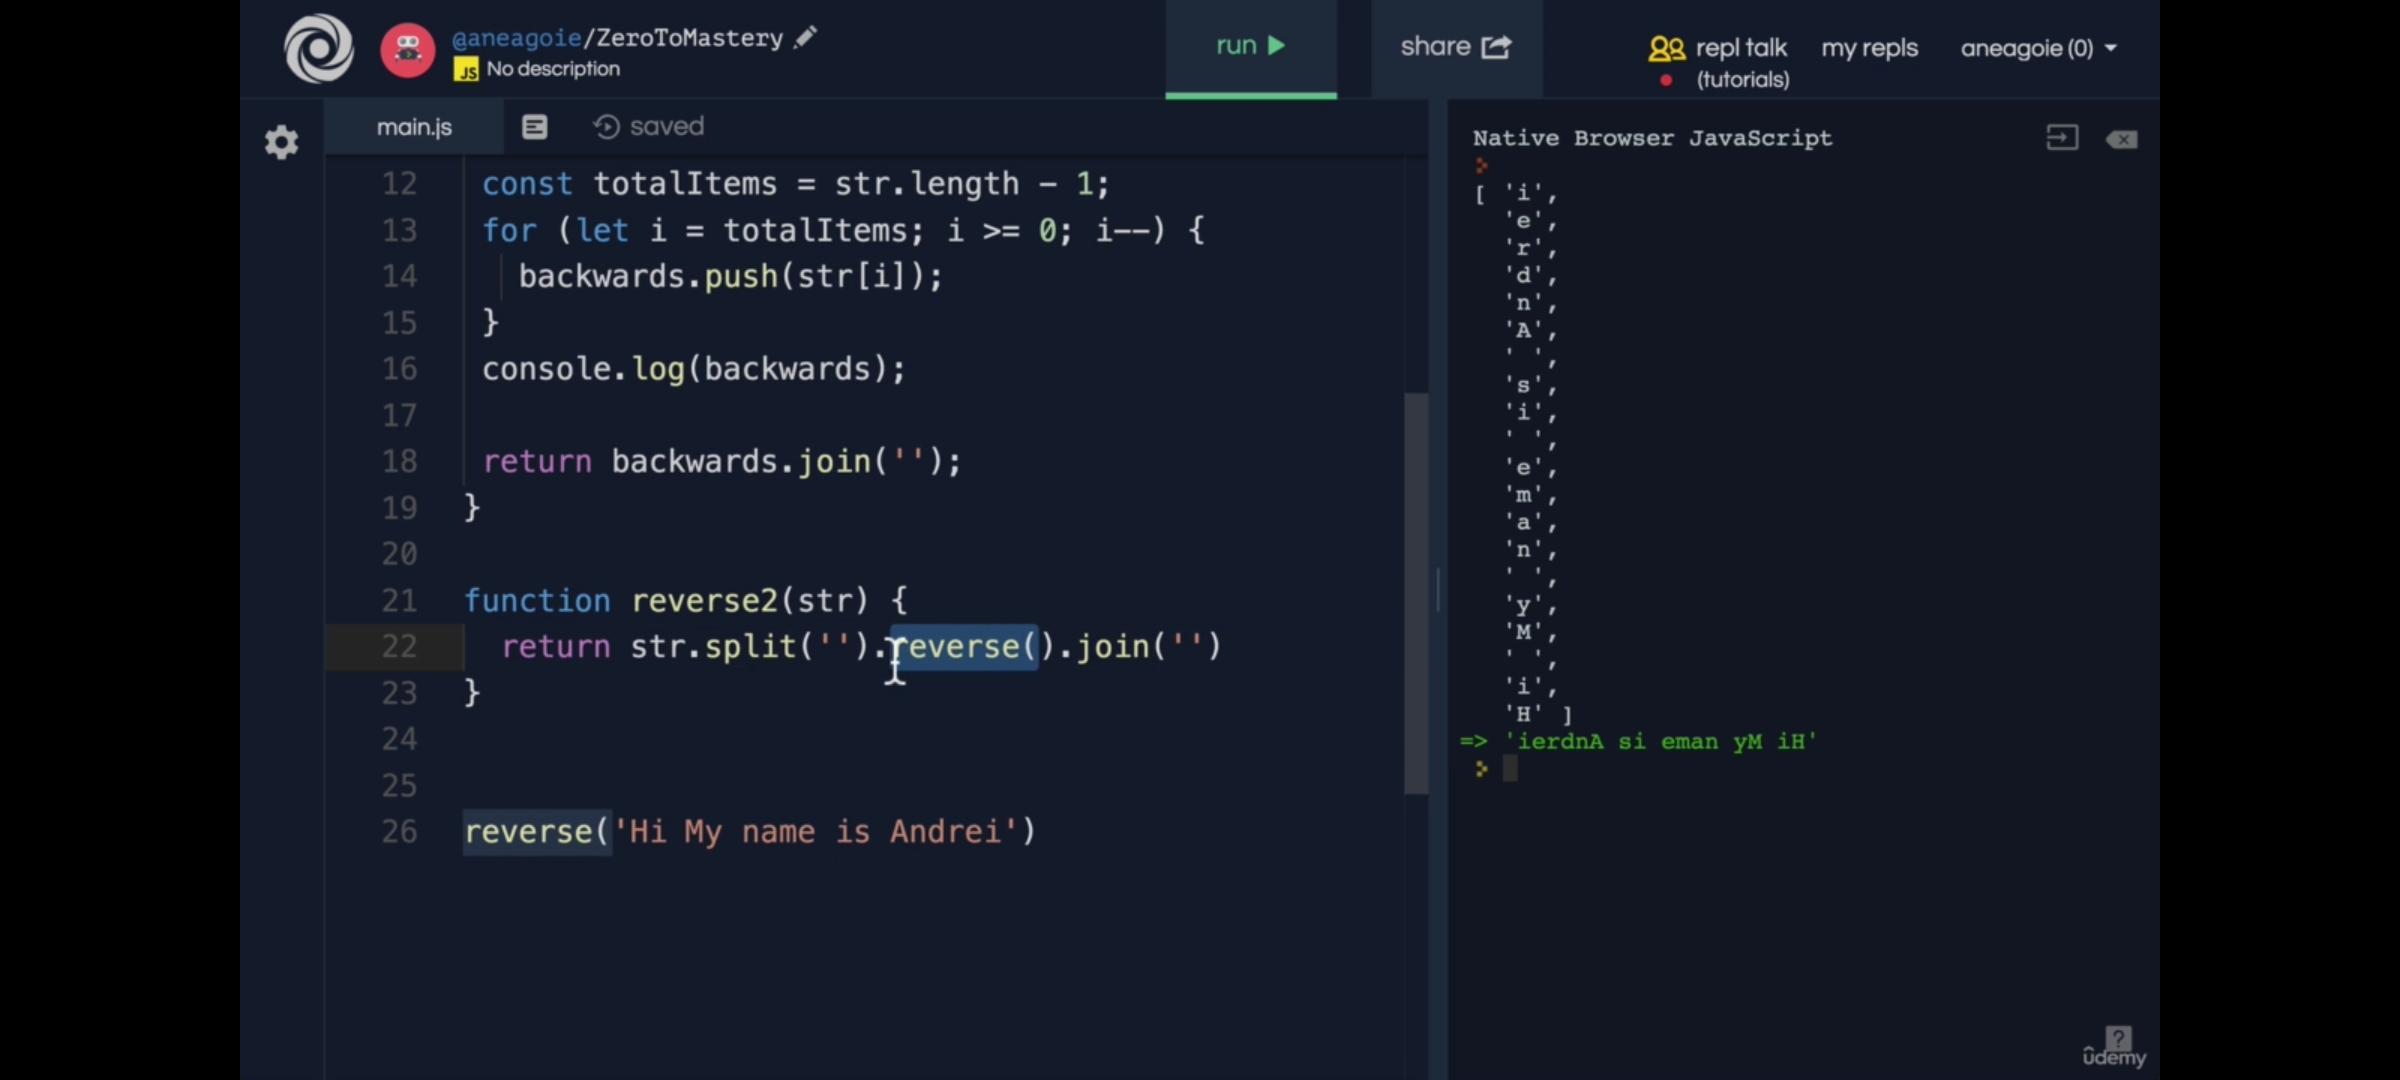 @aneagoie/ZeroToMastery
JS No description
run
share
repl talk
(tutorials)
my repls
aneagoie (0)
main.js
saved
12 const totalItems = str.length - 1;
13 for (let i = totalItems; i >= 0; i--) {
14 backwards.push(str[i]);
15 }
16 console.log(backwards);
17
18 return backwards.join('');
19 }
20
21 function reverse2(str) {
22 return str.split('').reverse().join('')
23 }
24
25
26 reverse('Hi My name is Andrei')
Native Browser JavaScript
[ 'i',
'e',
'r',
'd',
'n',
'A',
' ',
's',
'i',
' ',
'e',
'm',
'a',
'n',
' ',
'y',
'M',
' ',
'i',
'H' ]
=> 'ierdnA si eman yM iH'
?
ûdemy